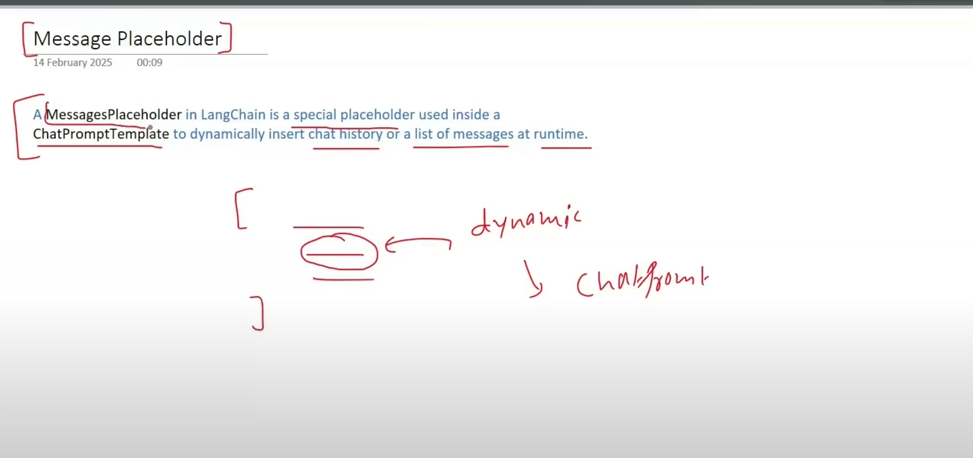 Message Placeholder
14 February 2025 00:09
A MessagesPlaceholder in LangChain is a special placeholder used inside a
ChatPromptTemplate to dynamically insert chat history or a list of messages at runtime.
dynamic